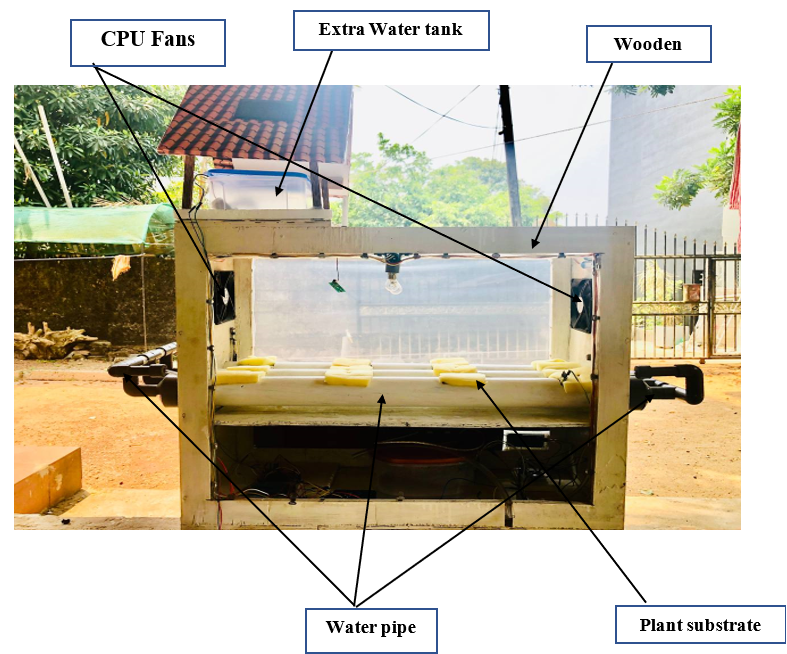 CPU Fans
Extra Water tank
Wooden
Water pipe
Plant substrate